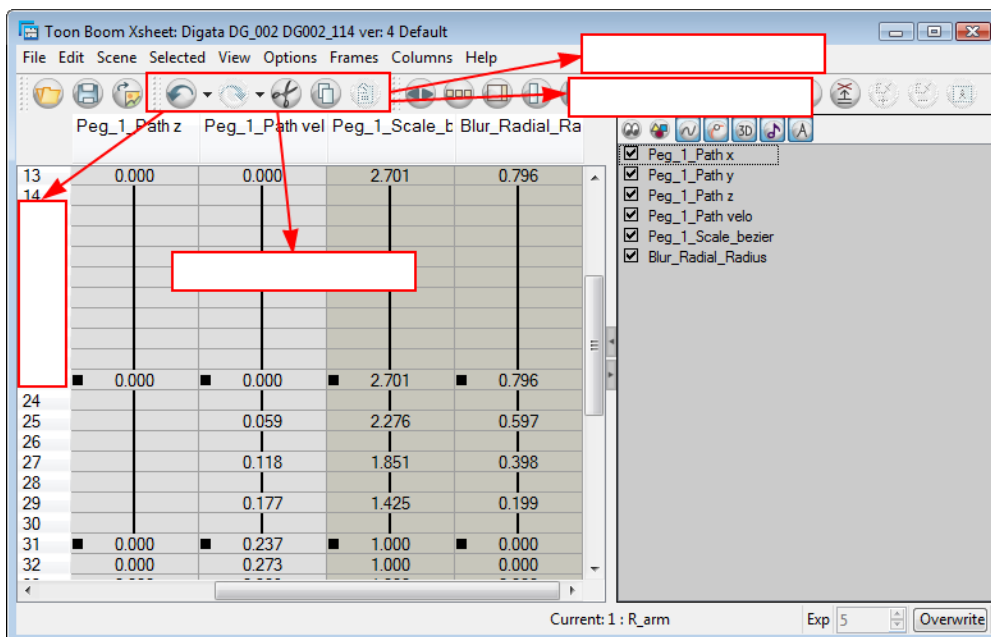 Toon Boom Xsheet: Digata DG_002 DG002_114 ver: 4 Default
File Edit Scene Selected View Options Frames Columns Help
Peg_1_Path z Peg_1_Path vel Peg_1_Scale_b Blur_Radial_Ra
3D A
Peg_1_Path x
Peg_1_Path y
Peg_1_Path z
Peg_1_Path velo
Peg_1_Scale_bezier
Blur_Radial_Radius
13 0.000 0.000 2.701 0.796
14
0.000 0.000 2.701 0.796
24
25 0.059 2.276 0.597
26
27 0.118 1.851 0.398
28
29 0.177 1.425 0.199
30
31 0.000 0.237 1.000 0.000
32 0.000 0.273 1.000 0.000
Current: 1 : R_arm Exp 5 Overwrite